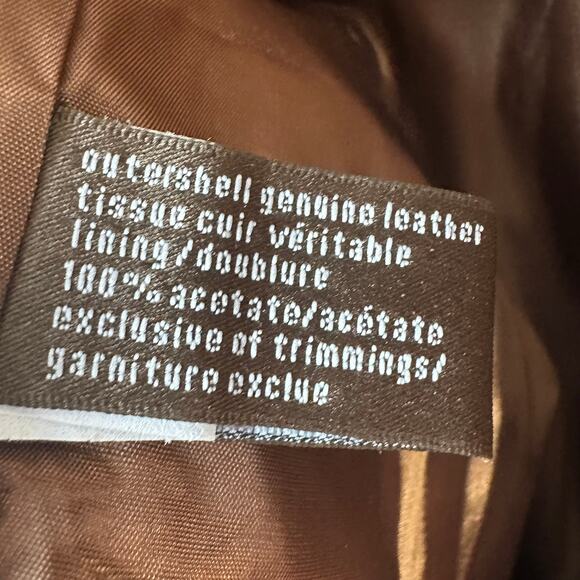 outershell genuine leather
tissue cuir véritable
lining/doublure
100% acetate/acétate
exclusive of trimmings/
garniture exclue